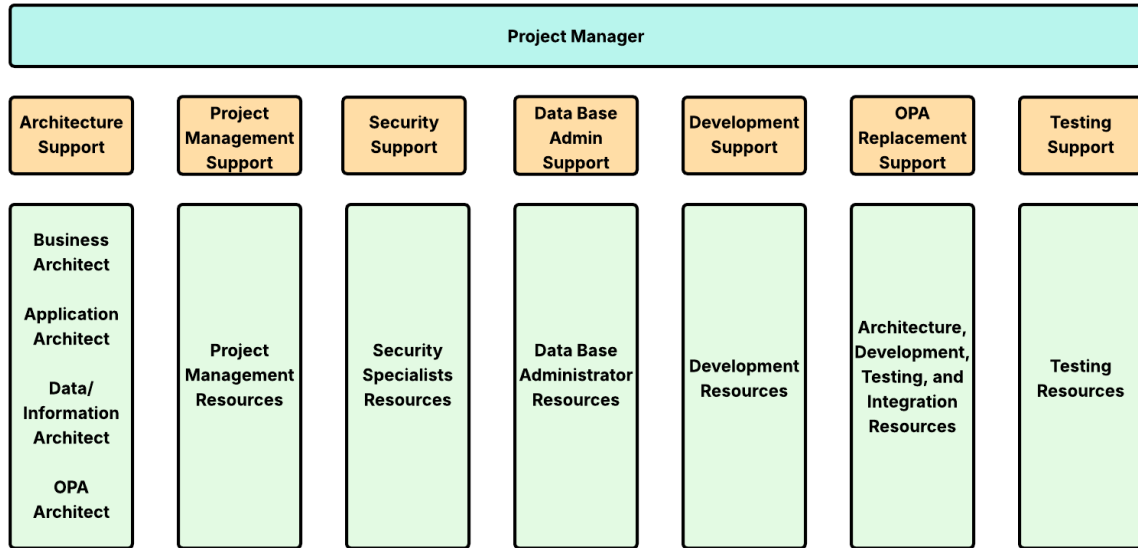 Project Manager
Architecture
Support
Project
Management
Support
Security
Support
Data Base
Admin
Support
Development
Support
OPA
Replacement
Support
Testing
Support
Business
Architect
Application
Architect
Data/
Information
Architect
OPA
Architect
Project
Management
Resources
Security
Specialists
Resources
Data Base
Administrator
Resources
Development
Resources
Architecture,
Development,
Testing, and
Integration
Resources
Testing
Resources